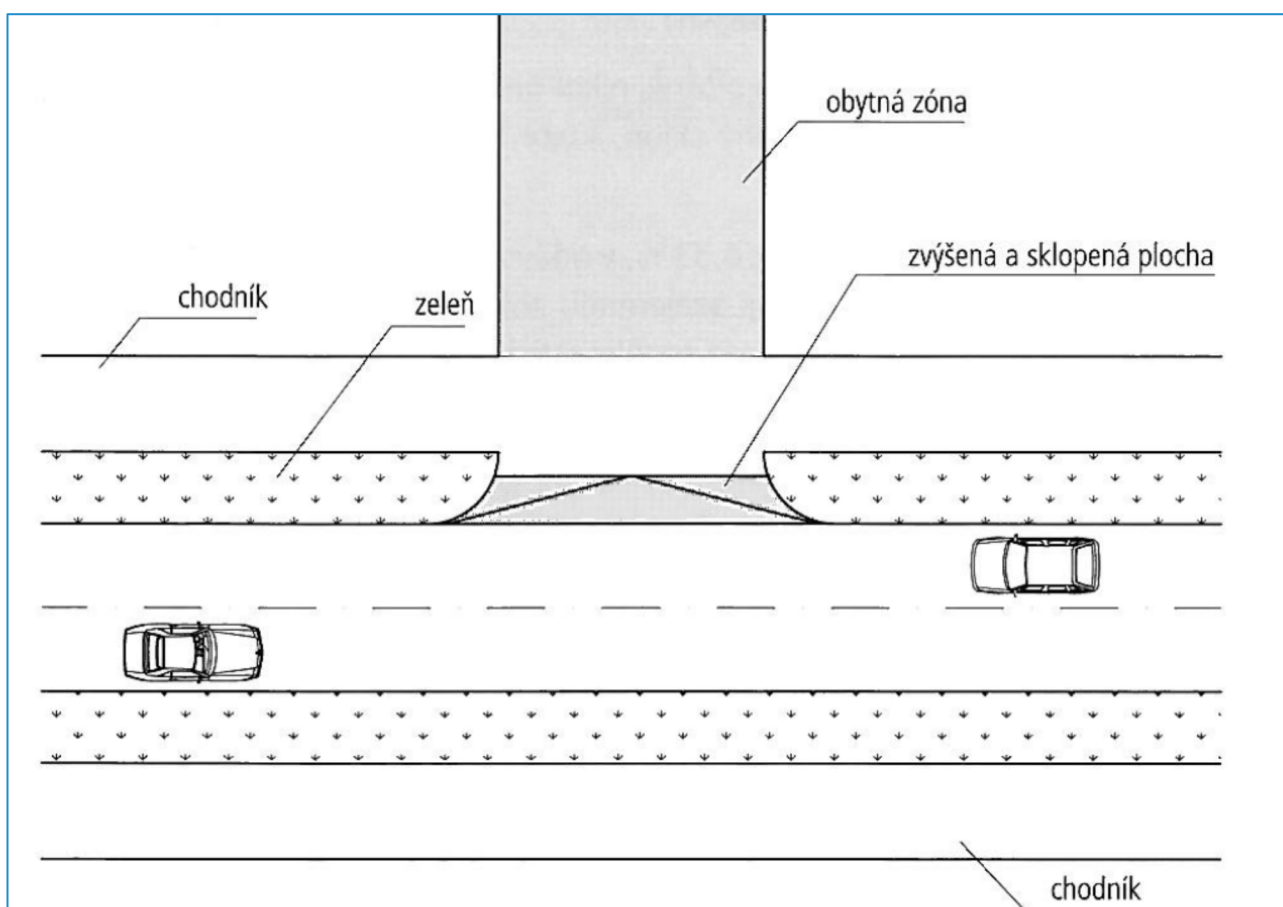 obytná zóna
zvýšená a sklopená plocha
chodník
zeleň
chodník